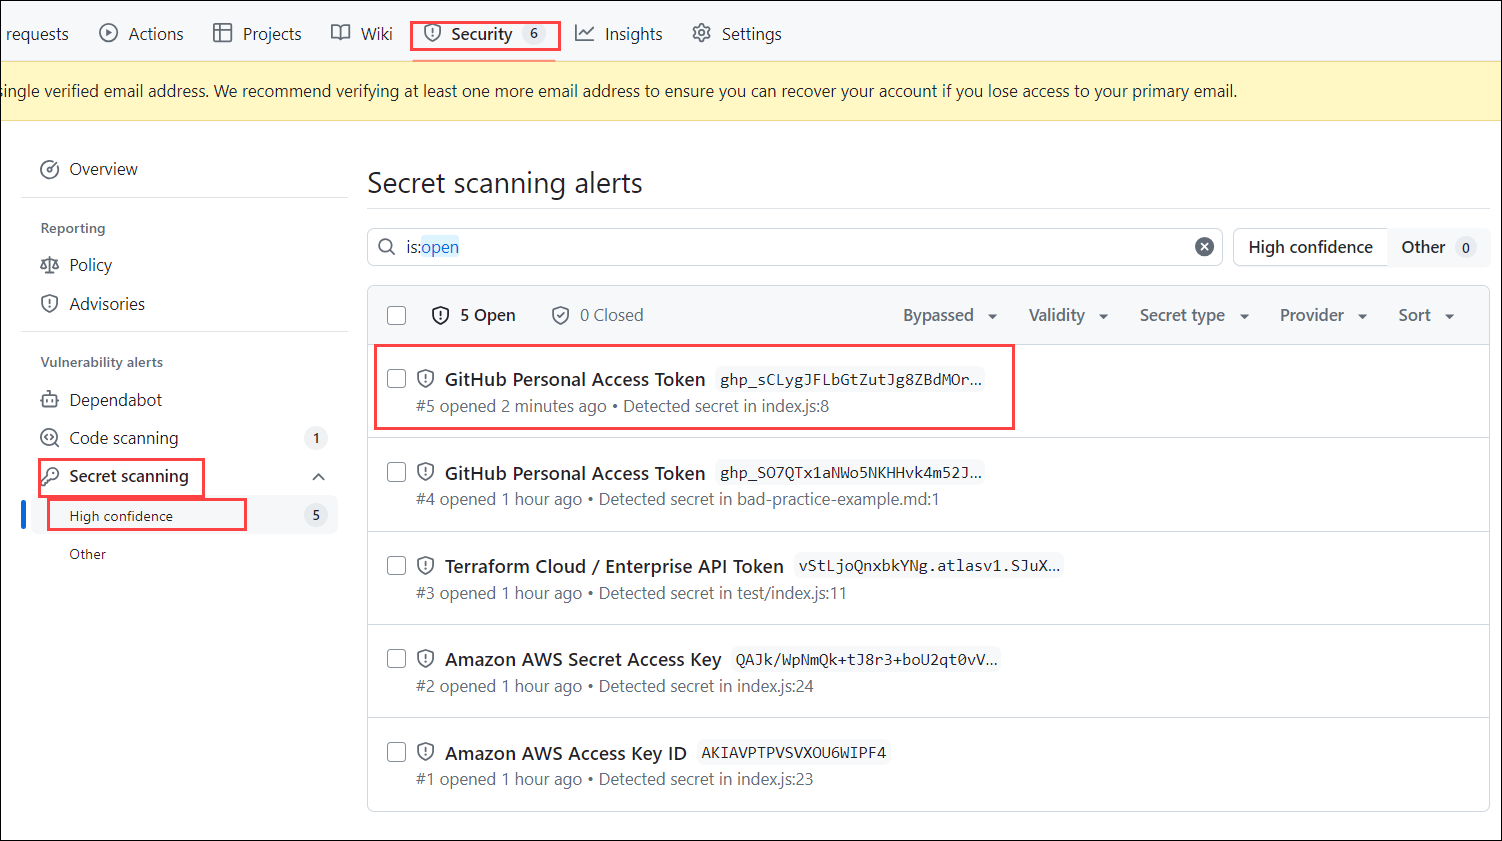 requests Actions Projects Wiki Security 6 Insights Settings
single verified email address. We recommend verifying at least one more email address to ensure you can recover your account if you lose access to your primary email.
Overview
Reporting
Policy
Advisories
Vulnerability alerts
Dependabot
Code scanning 1
Secret scanning
High confidence 5
Other
Secret scanning alerts
is:open
High confidence Other 0
5 Open 0 Closed Bypassed Validity Secret type Provider Sort
GitHub Personal Access Token ghp_sCLygJFLbGtZutJg8ZBdMOr…
#5 opened 2 minutes ago • Detected secret in index.js:8
GitHub Personal Access Token ghp_SO7QTx1aNWo5NKHHvk4m52J…
#4 opened 1 hour ago • Detected secret in bad-practice-example.md:1
Terraform Cloud / Enterprise API Token vStLjoQnxbkYNg.atlasv1.SJuX…
#3 opened 1 hour ago • Detected secret in test/index.js:11
Amazon AWS Secret Access Key QAJk/WpNmQk+tJ8r3+boU2qt0vV…
#2 opened 1 hour ago • Detected secret in index.js:24
Amazon AWS Access Key ID AKIAVPTPVSVXOU6WIPF4
#1 opened 1 hour ago • Detected secret in index.js:23